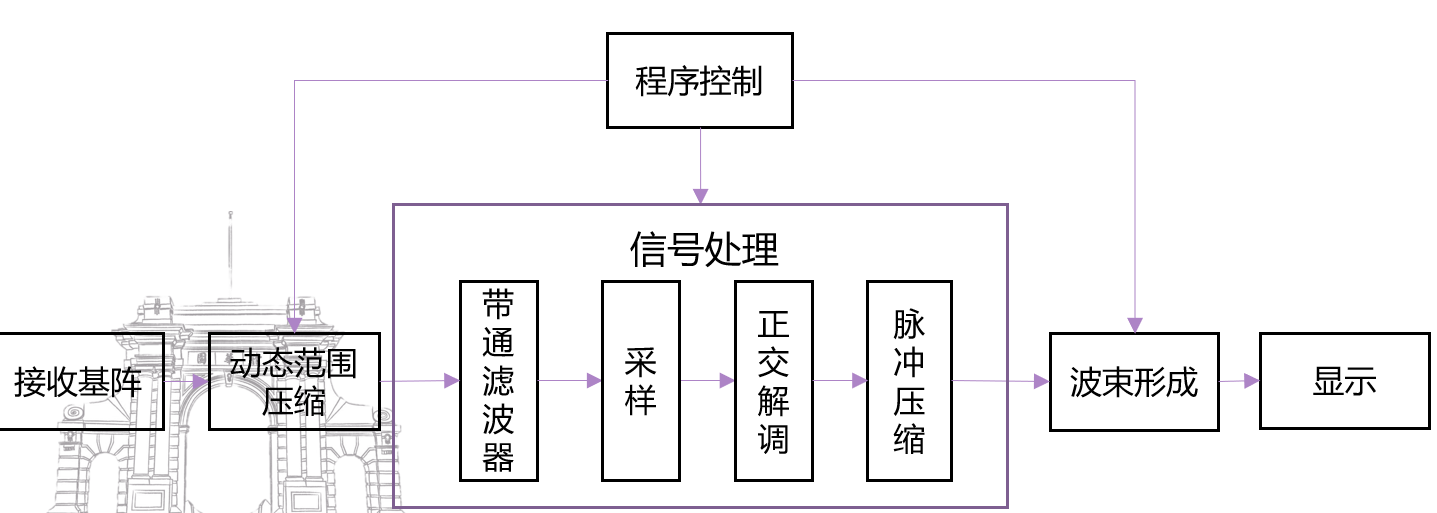 程序控制
信号处理
接收基阵
动态范围
压缩
带通滤波器
采样
正交解调
脉冲压缩
波束形成
显示